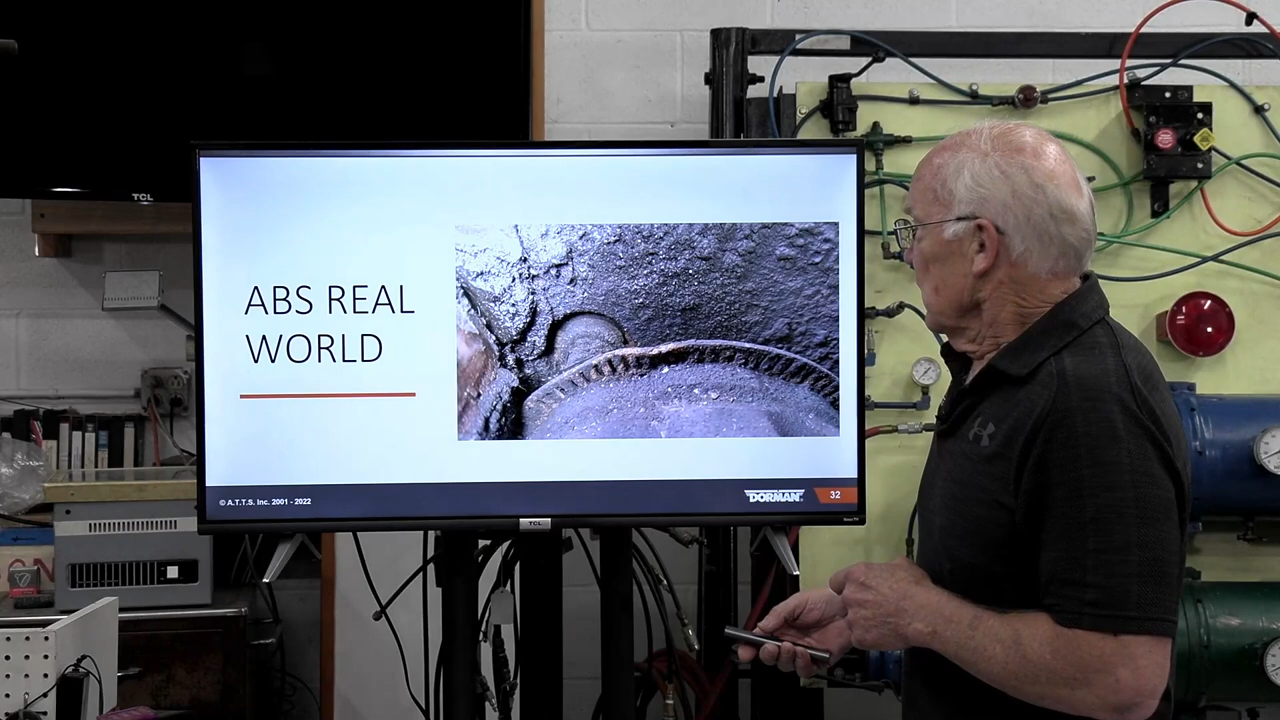 TCL
ABS REAL
WORLD
© A.T.T.S. Inc. 2001 - 2022
DORMAN
32
TCL